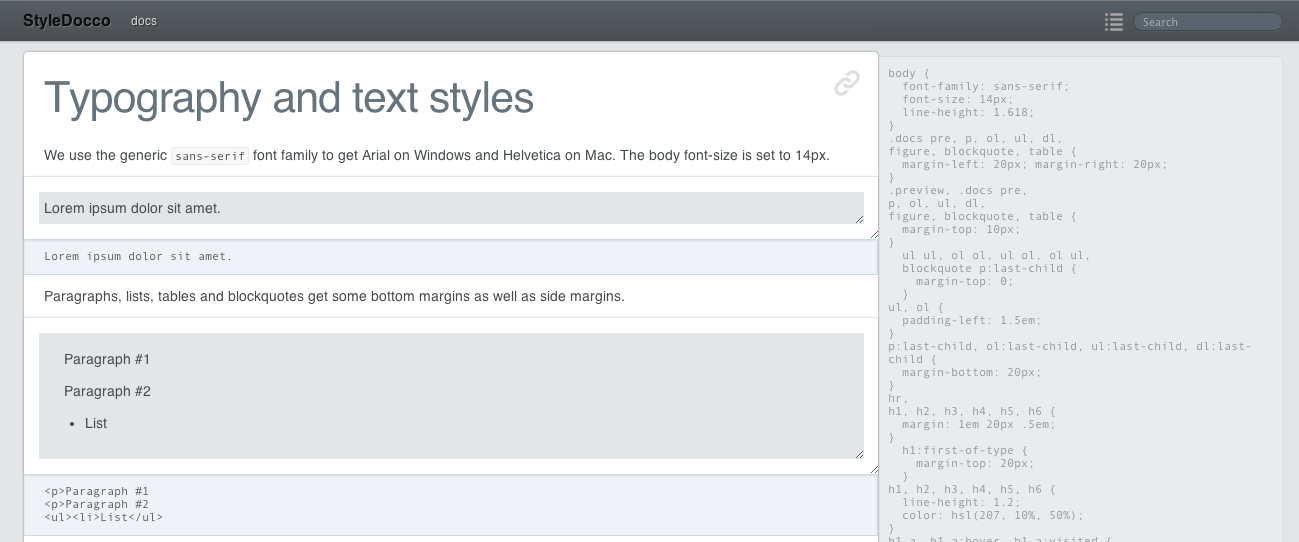 StyleDocco docs Search
Typography and text styles
We use the generic sans-serif font family to get Arial on Windows and Helvetica on Mac. The body font-size is set to 14px.
Lorem ipsum dolor sit amet.
Lorem ipsum dolor sit amet.
Paragraphs, lists, tables and blockquotes get some bottom margins as well as side margins.
Paragraph #1
Paragraph #2
• List
<p>Paragraph #1
<p>Paragraph #2
<ul><li>List</ul>
body {
  font-family: sans-serif;
  font-size: 14px;
  line-height: 1.618;
}
.docs pre, p, ol, ul, dl,
figure, blockquote, table {
  margin-left: 20px; margin-right: 20px;
}
.preview, .docs pre,
p, ol, ul, dl,
figure, blockquote, table {
  margin-top: 10px;
}
  ul ul, ol ol, ul ol, ol ul,
  blockquote p:last-child {
    margin-top: 0;
  }
ul, ol {
  padding-left: 1.5em;
}
p:last-child, ol:last-child, ul:last-child, dl:last-
child {
  margin-bottom: 20px;
}
hr,
h1, h2, h3, h4, h5, h6 {
  margin: 1em 20px .5em;
}
  h1:first-of-type {
    margin-top: 20px;
  }
h1, h2, h3, h4, h5, h6 {
  line-height: 1.2;
  color: hsl(207, 10%, 50%);
}
h1 a, h1 a:hover, h1 a:visited {